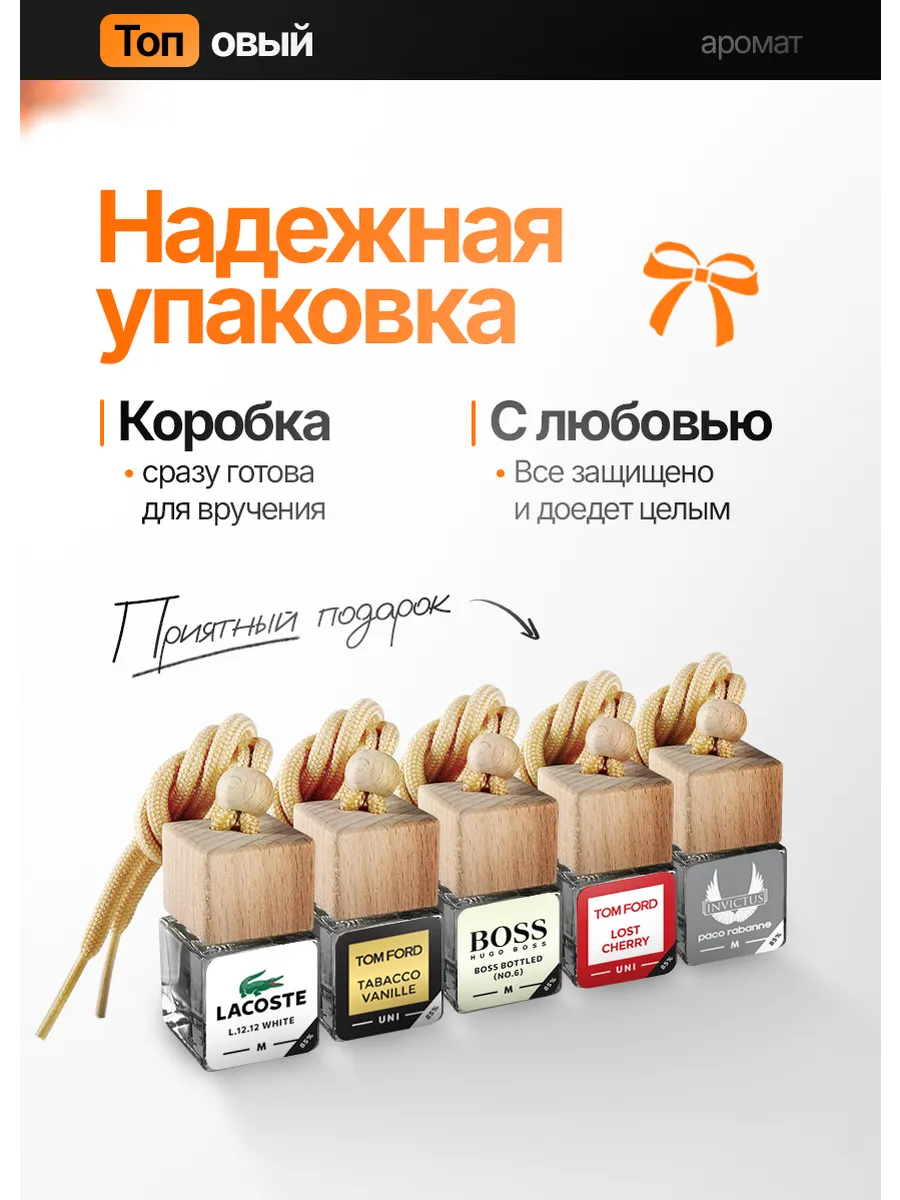 Топовый
аромат
Надежная
упаковка
Коробка
• сразу готова
для вручения
С любовью
• Все защищено
и доедет целым
Приятный подарок
LACOSTE
L.12.12 WHITE
M
85%
TOM FORD
TABACCO
VANILLE
UNI
85%
BOSS
HUGO BOSS
BOSS BOTTLED
(NO.6)
M
85%
TOM FORD
LOST
CHERRY
UNI
85%
INVICTUS
paco rabanne
M
85%